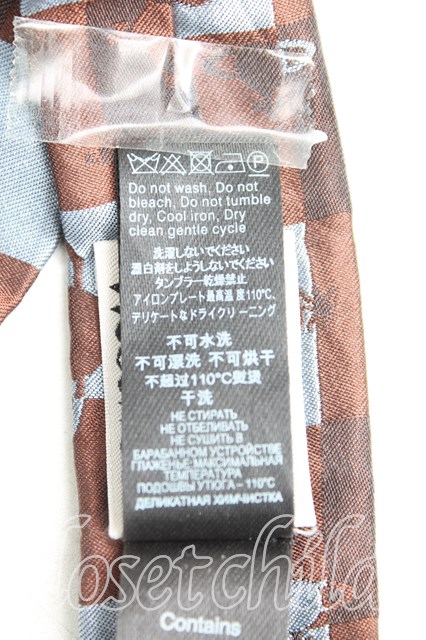 Do not wash, Do not
bleach, Do not tumble
dry, Cool iron, Dry
clean gentle cycle
洗濯しないでください
漂白剤をしようしないでください
タンブラー乾燥禁止
アイロンプレート最高温度110℃,
デリケートなドライクリーニング
不可水洗
不可漂洗 不可烘干
不超过110℃熨烫
干洗
НЕ СТИРАТЬ
НЕ ОТБЕЛИВАТЬ
НЕ СУШИТЬ В
БАРАБАННОМ УСТРОЙСТВЕ
ГЛАЖЕНЬЕ-МАКСИМАЛЬНАЯ
ТЕМПЕРАТУРА
ПОДОШВЫ УТЮГА – 110℃
ДЕЛИКАТНАЯ ХИМЧИСТКА
Closetchild
Contains